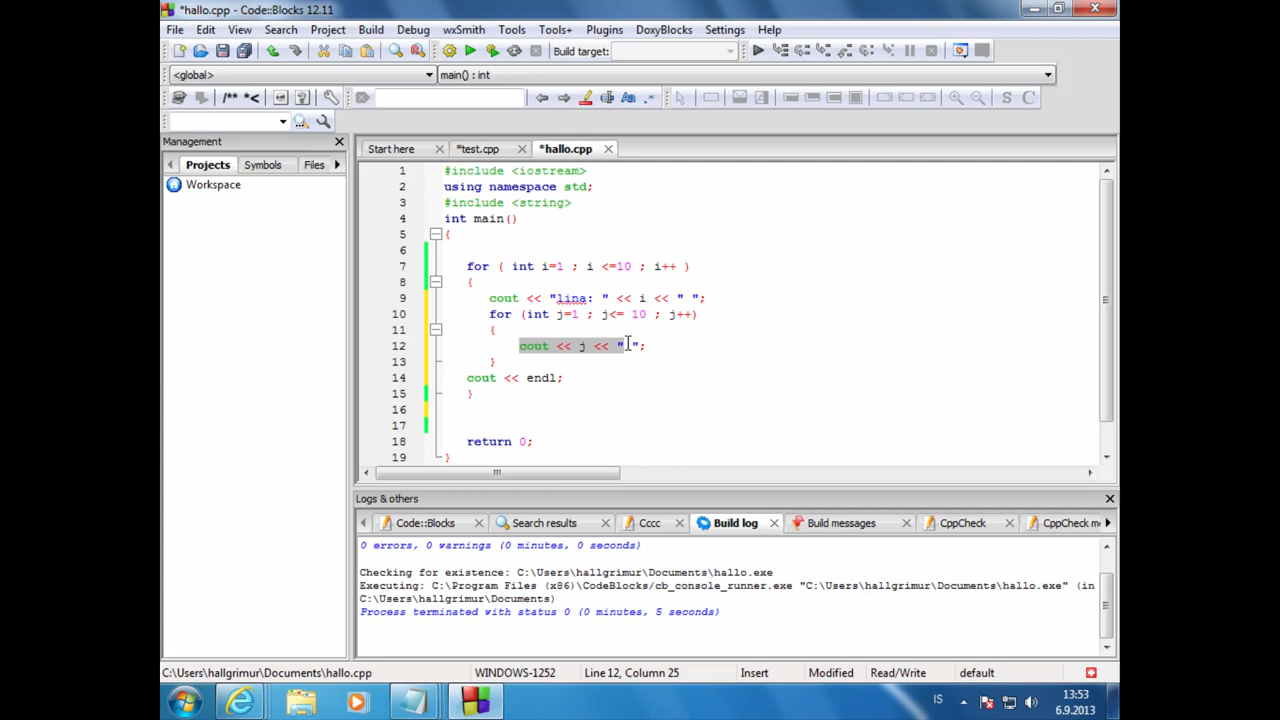 *hallo.cpp - Code::Blocks 12.11
File Edit View Search Project Build Debug wxSmith Tools Tools+ Plugins DoxyBlocks Settings Help
Build target:
<global> main() : int
/** *<
Aa .*
S C
Management
Projects Symbols Files
Workspace
Start here *test.cpp *hallo.cpp
1 #include <iostream>
2 using namespace std;
3 #include <string>
4 int main()
5 {
6
7 for ( int i=1 ; i <=10 ; i++ )
8 {
9 cout << "lina: " << i << " ";
10 for (int j=1 ; j<= 10 ; j++)
11 {
12 cout << j << " ";
13 }
14 cout << endl;
15 }
16
17
18 return 0;
19 }
Logs & others
Code::Blocks Search results Cccc Build log Build messages CppCheck CppCheck me
0 errors, 0 warnings (0 minutes, 0 seconds)
Checking for existence: C:\Users\hallgrimur\Documents\hallo.exe
Executing: C:\Program Files (x86)\CodeBlocks/cb_console_runner.exe "C:\Users\hallgrimur\Documents\hallo.exe" (in
C:\Users\hallgrimur\Documents)
Process terminated with status 0 (0 minutes, 5 seconds)
C:\Users\hallgrimur\Documents\hallo.cpp WINDOWS-1252 Line 12, Column 25 Insert Modified Read/Write default
IS 13:53
6.9.2013